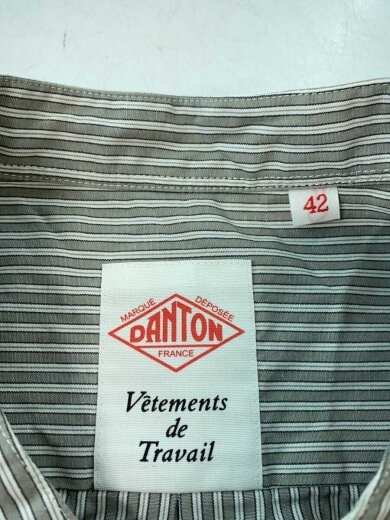 42
MARQUE DÉPOSÉE
DANTON
FRANCE
Vêtements
de
Travail